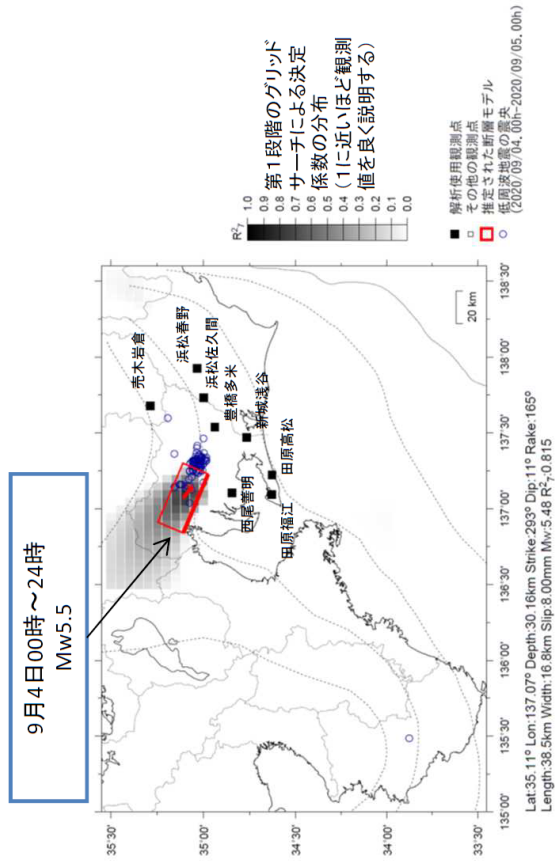 9月4日00時～24時
Mw5.5
売木岩倉
浜松春野
浜松佐久間
豊橋多米
新城浅谷
西尾善明
田原高松
田原福江
20 km
35°30'
35°00'
34°30'
34°00'
33°30'
135°00'
135°30'
136°00'
136°30'
137°00'
137°30'
138°00'
138°30'
R²₇
1.0
0.9
0.8
0.7
0.6
0.5
0.4
0.3
0.2
0.1
0.0
第１段階のグリッド
サーチによる決定
係数の分布
（1に近いほど観測
値を良く説明する）
解析使用観測点
その他の観測点
推定された断層モデル
低周波地震の震央
(2020/09/04, 00h-2020/09/05, 00h)
Lat:35.11° Lon:137.07° Depth:30.16km Strike:293° Dip:11° Rake:165°
Length:38.5km Width:16.8km Slip:8.00mm Mw:5.48 R²₇:0.815